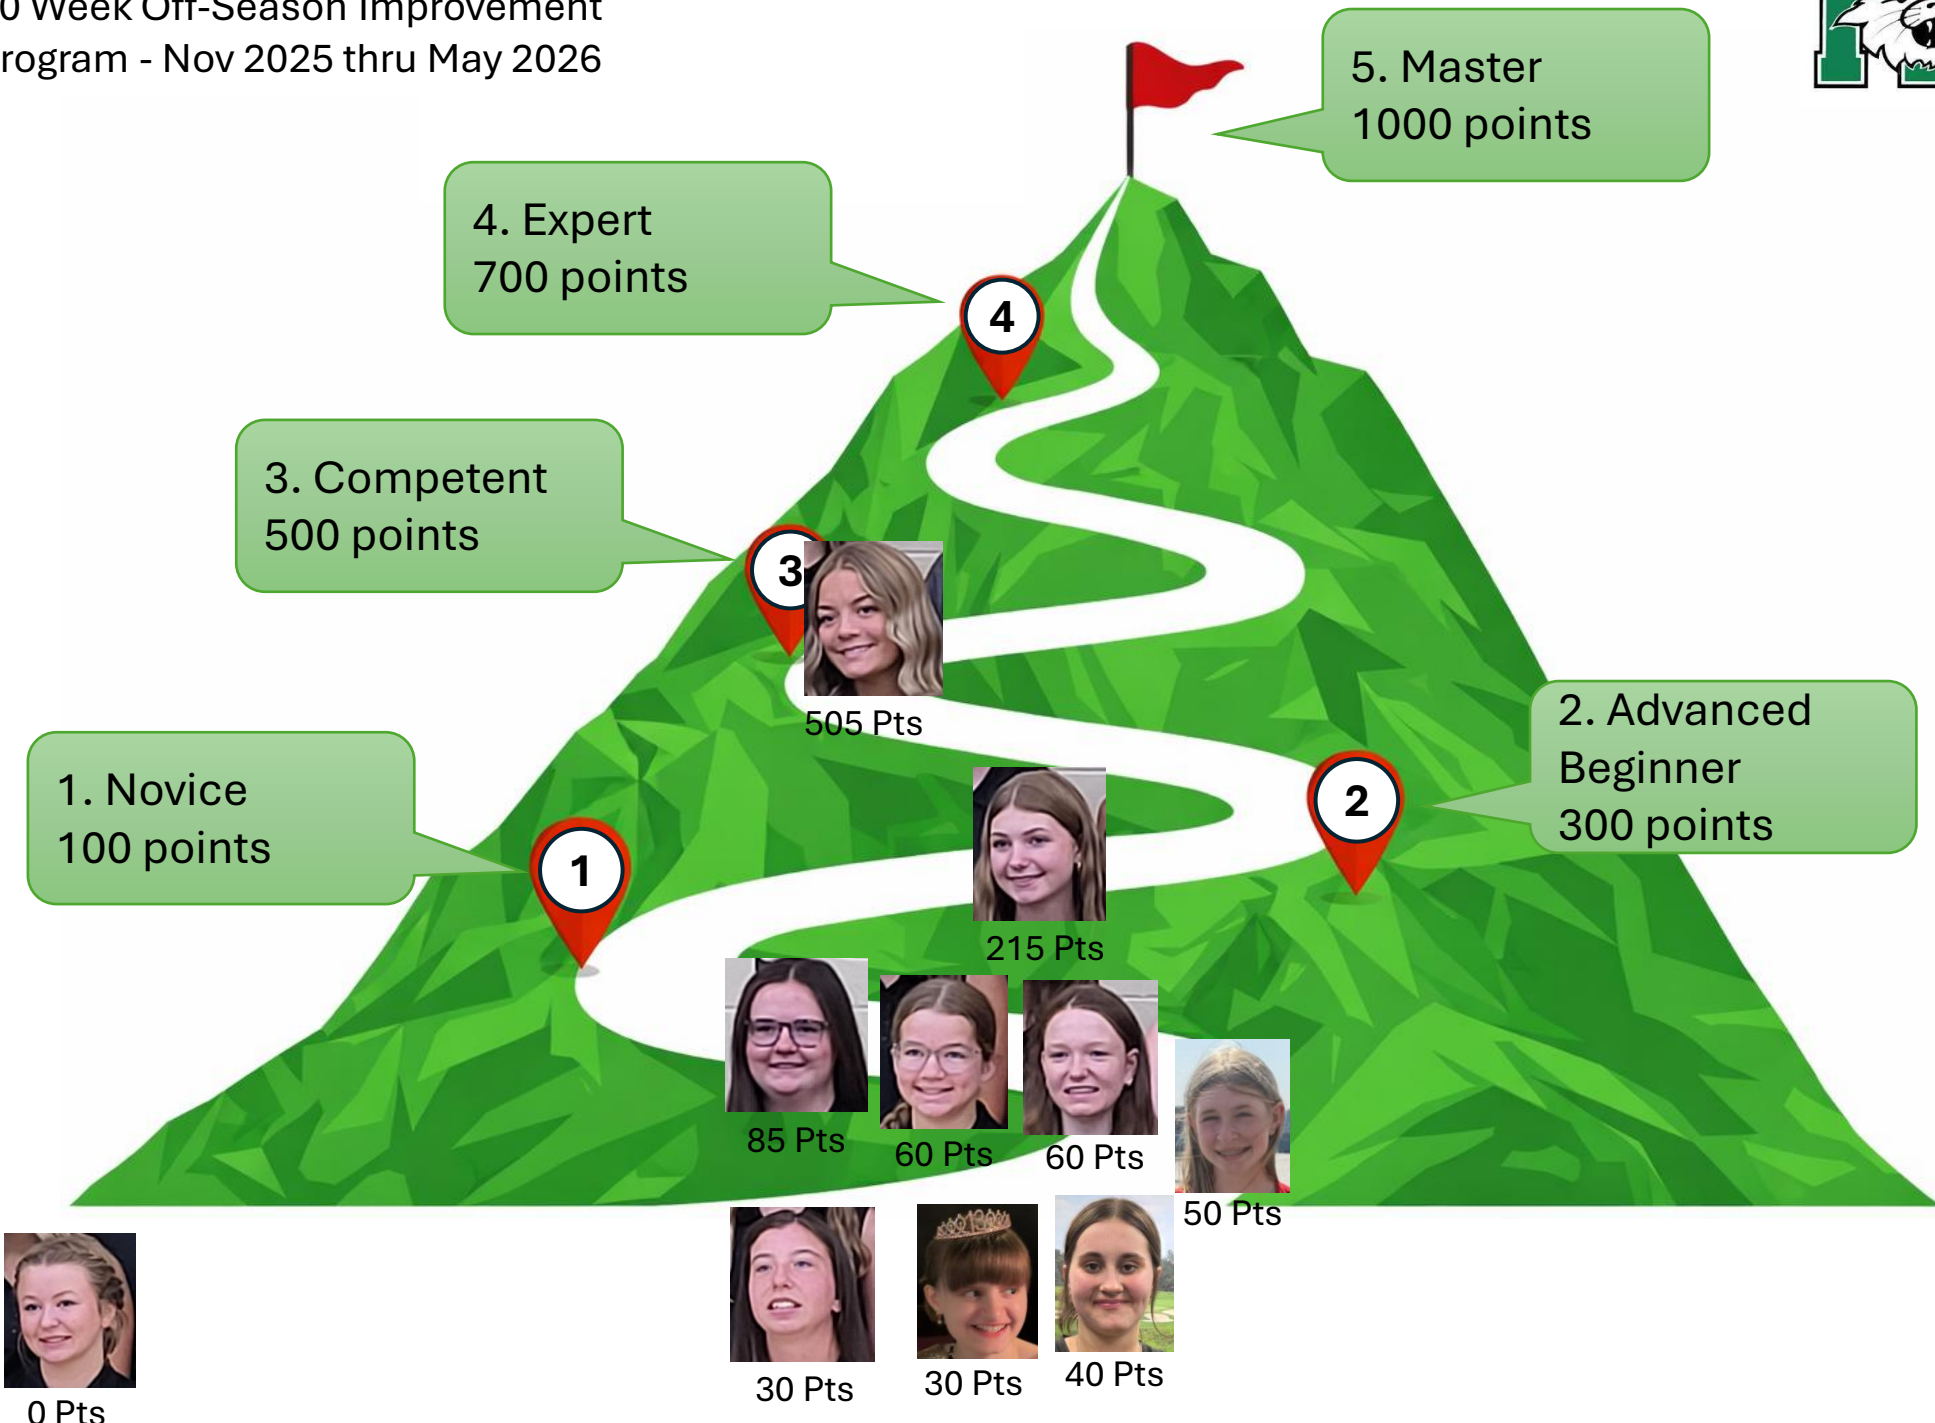 0 Week Off-Season Improvement
rogram - Nov 2025 thru May 2026
5. Master
1000 points
4. Expert
700 points
4
3. Competent
500 points
3
505 Pts
2. Advanced
Beginner
300 points
2
1. Novice
100 points
1
215 Pts
85 Pts
60 Pts
60 Pts
50 Pts
30 Pts
30 Pts
40 Pts
0 Pts